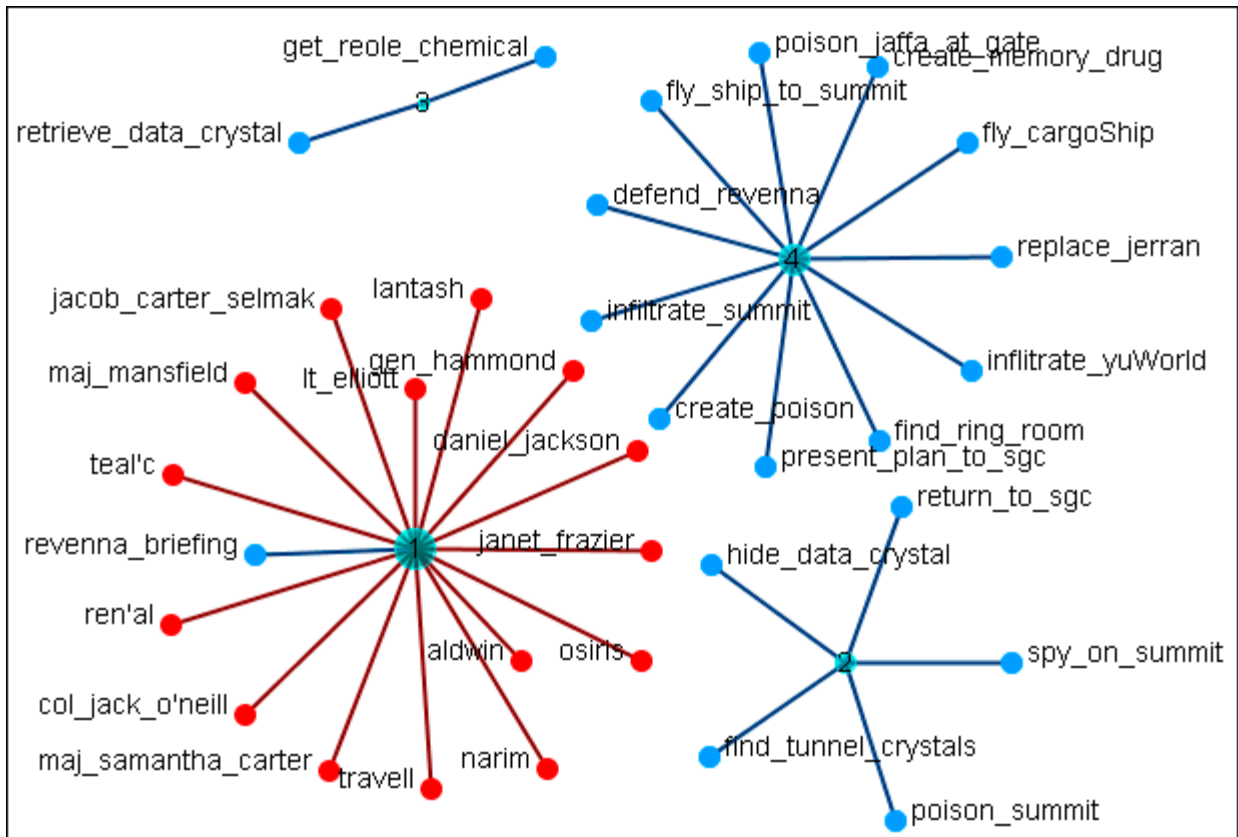 get_reole_chemical
3
retrieve_data_crystal
poison_jaffa_at_gate
create_memory_drug
fly_ship_to_summit
fly_cargoShip
defend_revenna
4
replace_jerran
infiltrate_summit
inflitrate_yuWorld
create_poison
find_ring_room
present_plan_to_sgc
jacob_carter_selmak
lantash
maj_mansfield
lt_elliott
gen_hammond
daniel_jackson
teal'c
revenna_briefing
1
janet_frazier
ren'al
aldwin
osiris
col_jack_o'neill
maj_samantha_carter
travell
narim
return_to_sgc
hide_data_crystal
2
spy_on_summit
find_tunnel_crystals
poison_summit